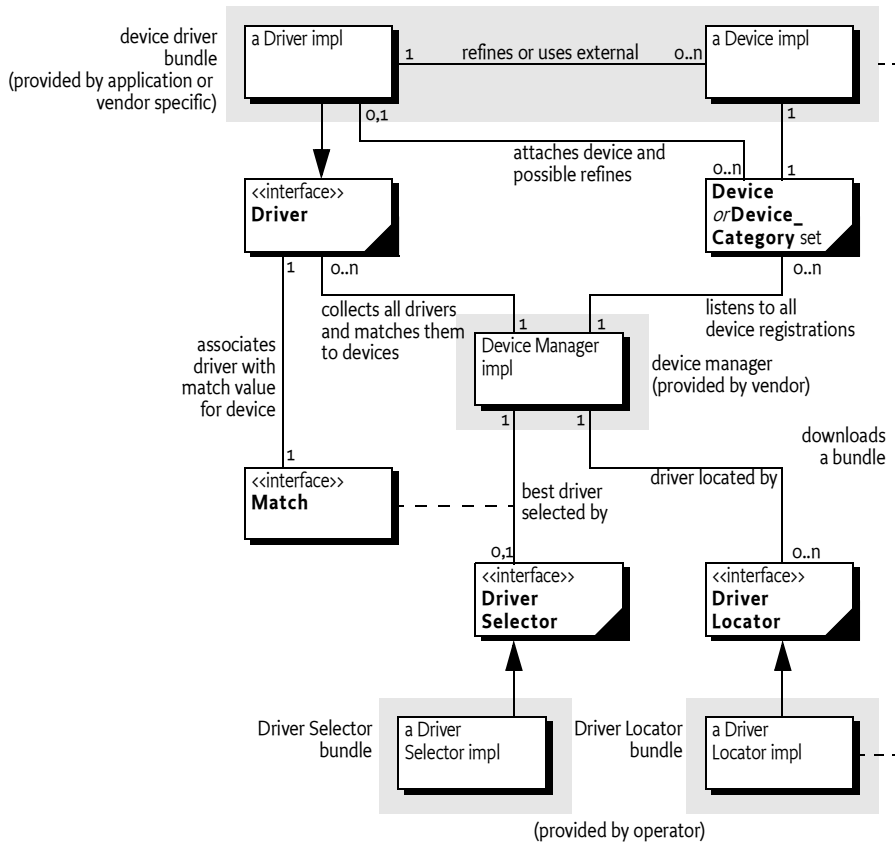 device driver
bundle
(provided by application or
vendor specific)
a Driver impl
1
refines or uses external
0..n
a Device impl
0,1
1
attaches device and
possible refines
0..n
1
<<interface>>
Driver
Device
orDevice_
Category set
1
0..n
0..n
collects all drivers
and matches them
to devices
1
1
listens to all
device registrations
associates
driver with
match value
for device
Device Manager
impl
device manager
(provided by vendor)
1
1
downloads
a bundle
1
<<interface>>
Match
best driver
selected by
driver located by
0,1
0..n
<<interface>>
Driver
Selector
<<interface>>
Driver
Locator
Driver Selector
bundle
a Driver
Selector impl
Driver Locator
bundle
a Driver
Locator impl
(provided by operator)